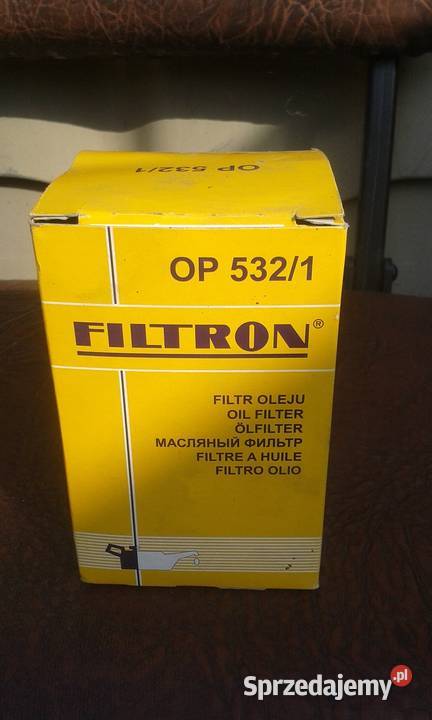 OP 532/1
OP 532/1
FILTRON®
FILTR OLEJU
OIL FILTER
ÖLFILTER
МАСЛЯНЫЙ ФИЛЬТР
FILTRE A HUILE
FILTRO OLIO
Sprzedajemy.pl